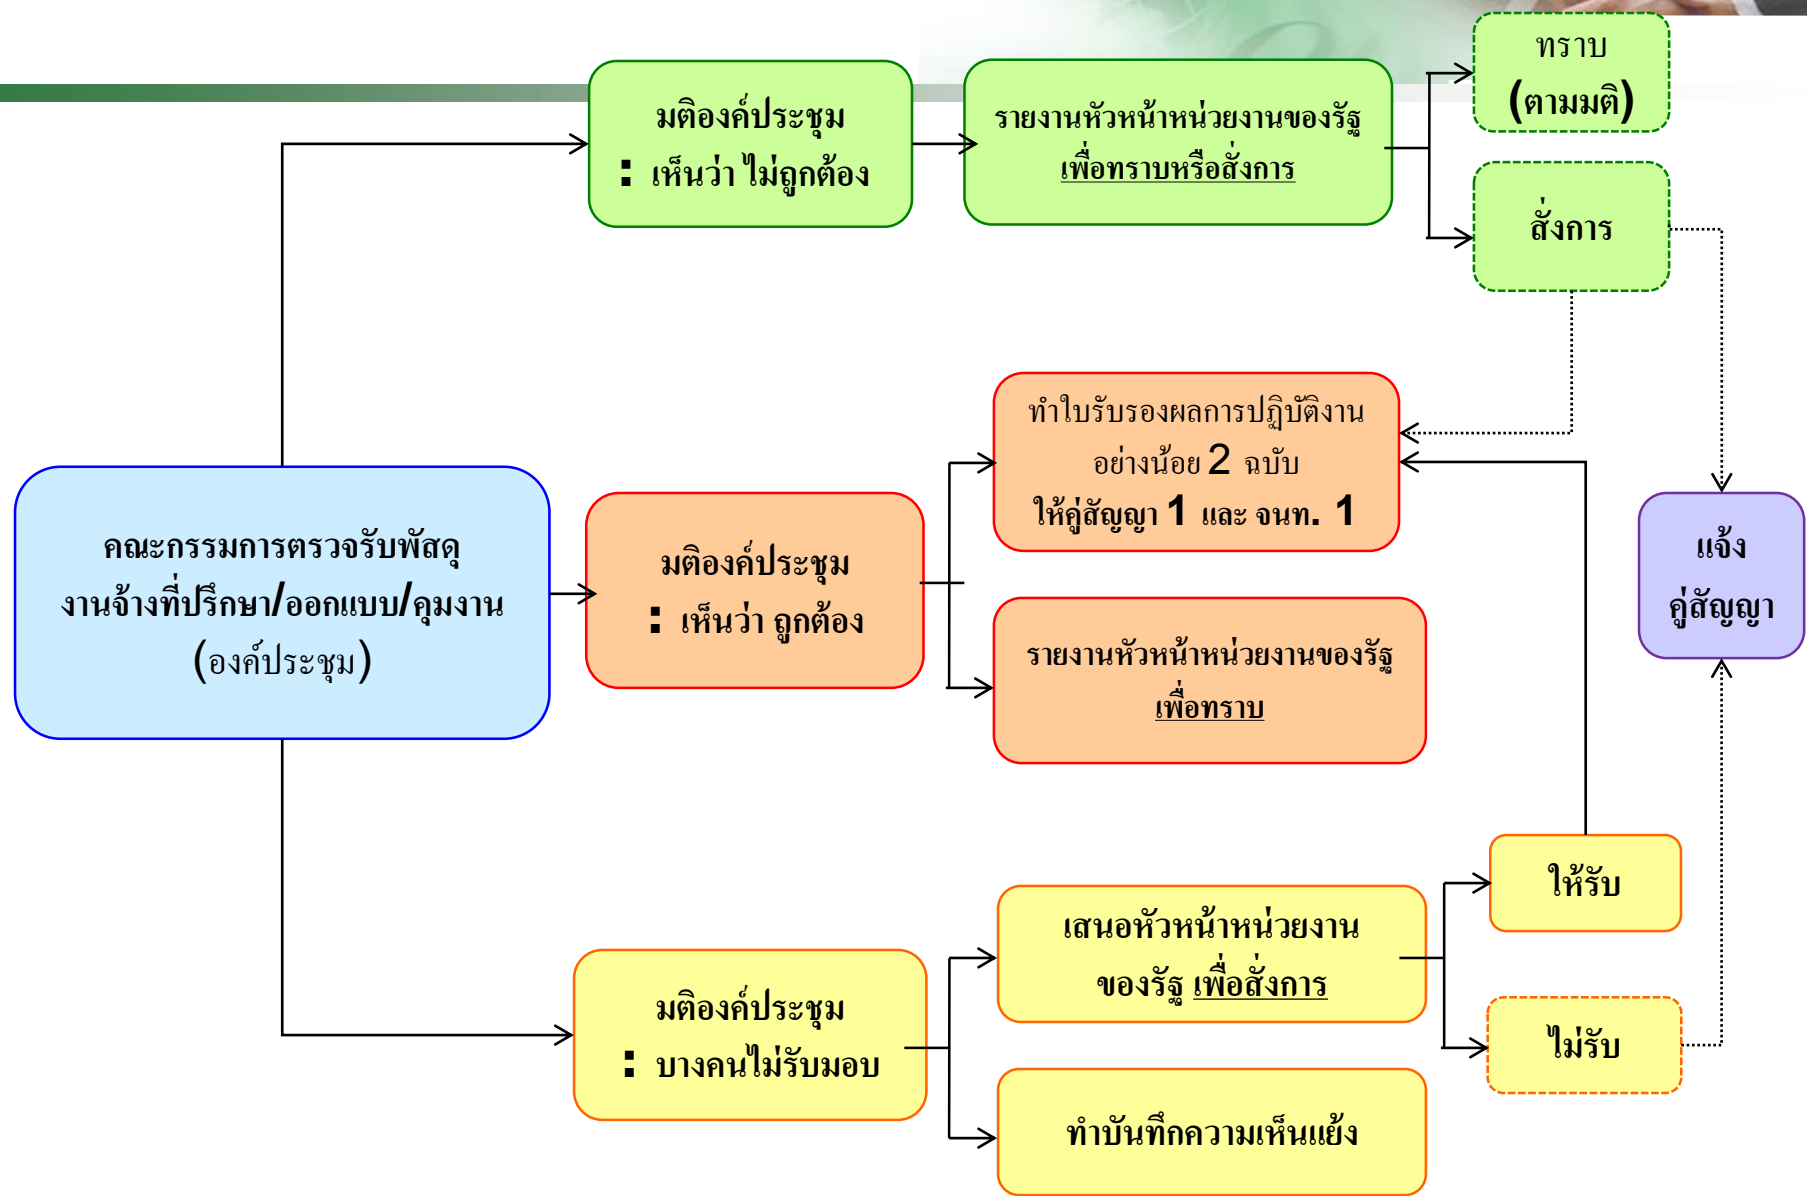 มติองค์ประชุม
: เห็นว่า ไม่ถูกต้อง
รายงานหัวหน้าหน่วยงานของรัฐ
เพื่อทราบหรือสั่งการ
ทราบ
(ตามมติ)
สั่งการ
คณะกรรมการตรวจรับพัสดุ
งานจ้างที่ปรึกษา/ออกแบบ/คุมงาน
(องค์ประชุม)
มติองค์ประชุม
: เห็นว่า ถูกต้อง
ทำใบรับรองผลการปฏิบัติงาน
อย่างน้อย 2 ฉบับ
ให้คู่สัญญา 1 และ จนท. 1
รายงานหัวหน้าหน่วยงานของรัฐ
เพื่อทราบ
แจ้ง
คู่สัญญา
มติองค์ประชุม
: บางคนไม่รับมอบ
เสนอหัวหน้าหน่วยงาน
ของรัฐ เพื่อสั่งการ
ทำบันทึกความเห็นแย้ง
ให้รับ
ไม่รับ